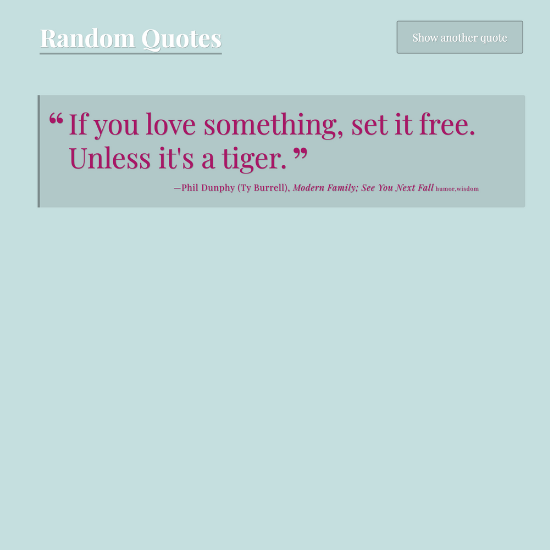 Random Quotes
Show another quote
“ If you love something, set it free.
Unless it's a tiger. ”
—Phil Dunphy (Ty Burrell), Modern Family; See You Next Fall humor,wisdom